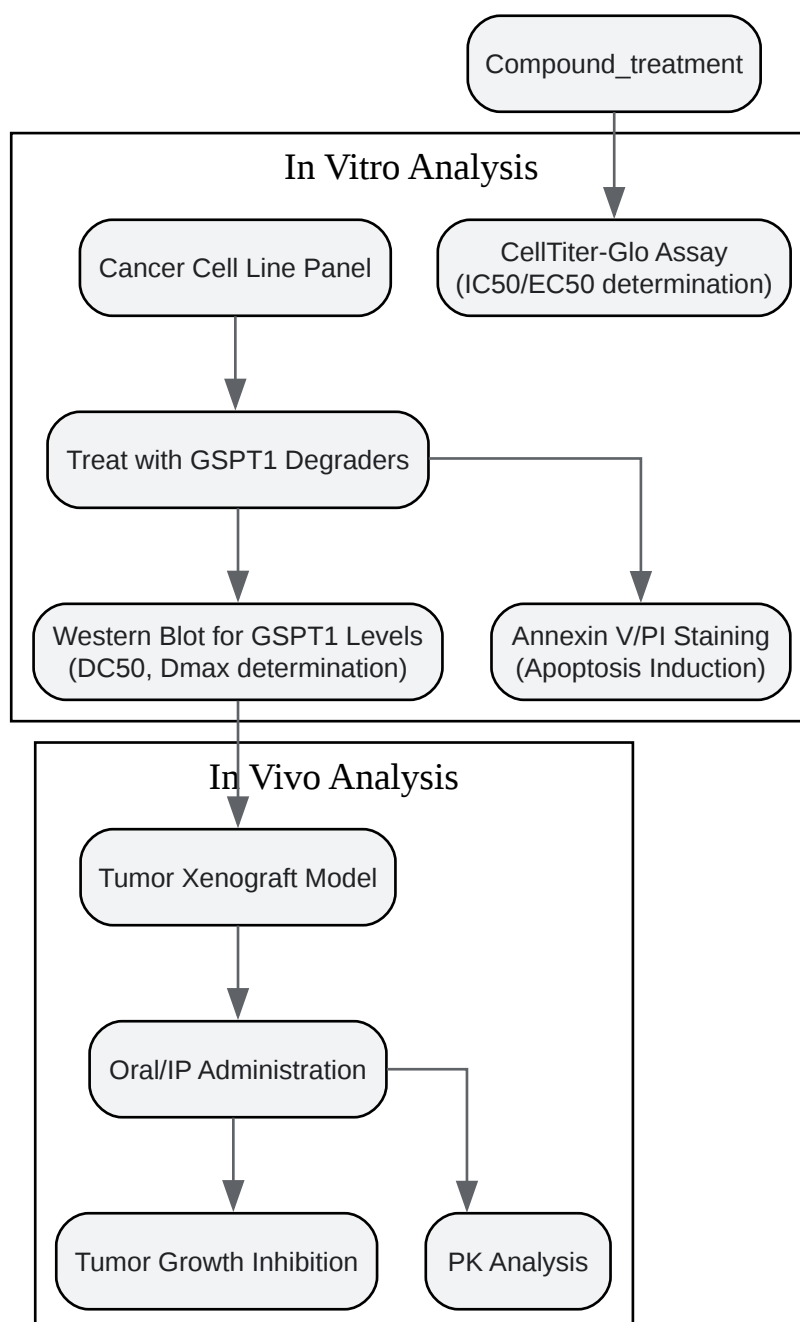 Compound_treatment
In Vitro Analysis
Cancer Cell Line Panel
CellTiter-Glo Assay
(IC50/EC50 determination)
Treat with GSPT1 Degraders
Western Blot for GSPT1 Levels
(DC50, Dmax determination)
Annexin V/PI Staining
(Apoptosis Induction)
In Vivo Analysis
Tumor Xenograft Model
Oral/IP Administration
Tumor Growth Inhibition
PK Analysis